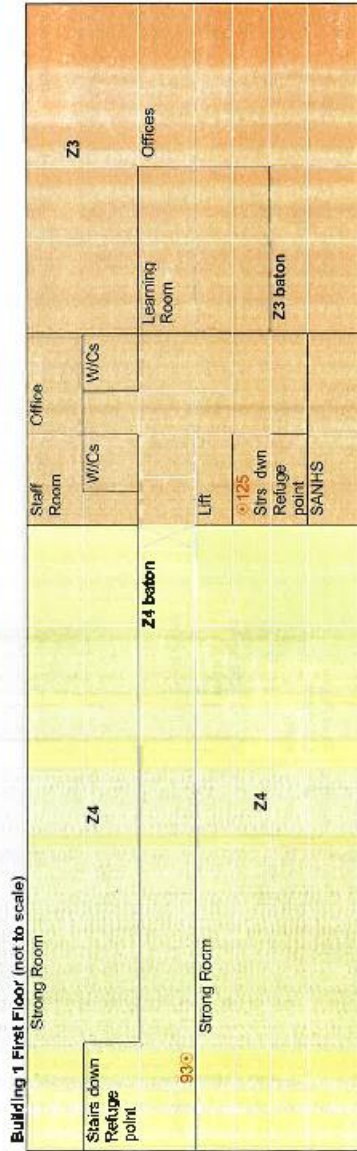 Building 1 First Floor (not to scale)
Strong Room
Staff
Room
Office
Z3
W/Cs
W/Cs
Z4
Stairs down
Refuge
point
Z4 baton
Learning
Room
Offices
93
Strong Room
Lift
Z4
125
Strs dwn
Refuge
point
Z3 baton
SANHS